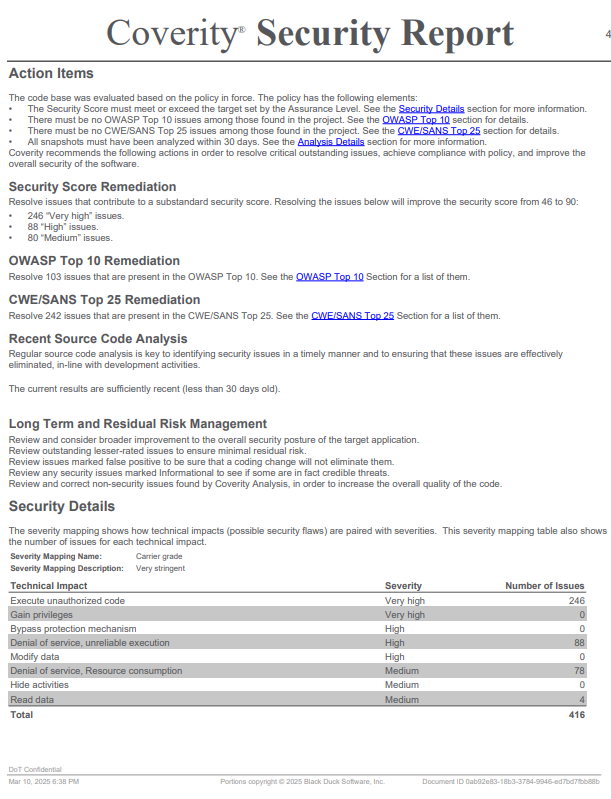 Coverity® Security Report
4
Action Items
The code base was evaluated based on the policy in force. The policy has the following elements:
• The Security Score must meet or exceed the target set by the Assurance Level. See the Security Details section for more information.
• There must be no OWASP Top 10 issues among those found in the project. See the OWASP Top 10 section for details.
• There must be no CWE/SANS Top 25 issues among those found in the project. See the CWE/SANS Top 25 section for details.
• All snapshots must have been analyzed within 30 days. See the Analysis Details section for more information.
Coverity recommends the following actions in order to resolve critical outstanding issues, achieve compliance with policy, and improve the
overall security of the software.
Security Score Remediation
Resolve issues that contribute to a substandard security score. Resolving the issues below will improve the security score from 46 to 90:
• 246 “Very high” issues.
• 88 “High” issues.
• 80 “Medium” issues.
OWASP Top 10 Remediation
Resolve 103 issues that are present in the OWASP Top 10. See the OWASP Top 10 Section for a list of them.
CWE/SANS Top 25 Remediation
Resolve 242 issues that are present in the CWE/SANS Top 25. See the CWE/SANS Top 25 Section for a list of them.
Recent Source Code Analysis
Regular source code analysis is key to identifying security issues in a timely manner and to ensuring that these issues are effectively
eliminated, in-line with development activities.
The current results are sufficiently recent (less than 30 days old).
Long Term and Residual Risk Management
Review and consider broader improvement to the overall security posture of the target application.
Review outstanding lesser-rated issues to ensure minimal residual risk.
Review issues marked false positive to be sure that a coding change will not eliminate them.
Review any security issues marked Informational to see if some are in fact credible threats.
Review and correct non-security issues found by Coverity Analysis, in order to increase the overall quality of the code.
Security Details
The severity mapping shows how technical impacts (possible security flaws) are paired with severities. This severity mapping table also shows
the number of issues for each technical impact.
Severity Mapping Name: Carrier grade
Severity Mapping Description: Very stringent
Technical Impact Severity Number of Issues
Execute unauthorized code Very high 246
Gain privileges Very high 0
Bypass protection mechanism High 0
Denial of service, unreliable execution High 88
Modify data High 0
Denial of service, Resource consumption Medium 78
Hide activities Medium 0
Read data Medium 4
Total 416
DoT Confidential
Mar 10, 2025 6:38 PM Portions copyright © 2025 Black Duck Software, Inc. Document ID 0ab92e83-18b3-3784-9946-ed7bd7fbb88b